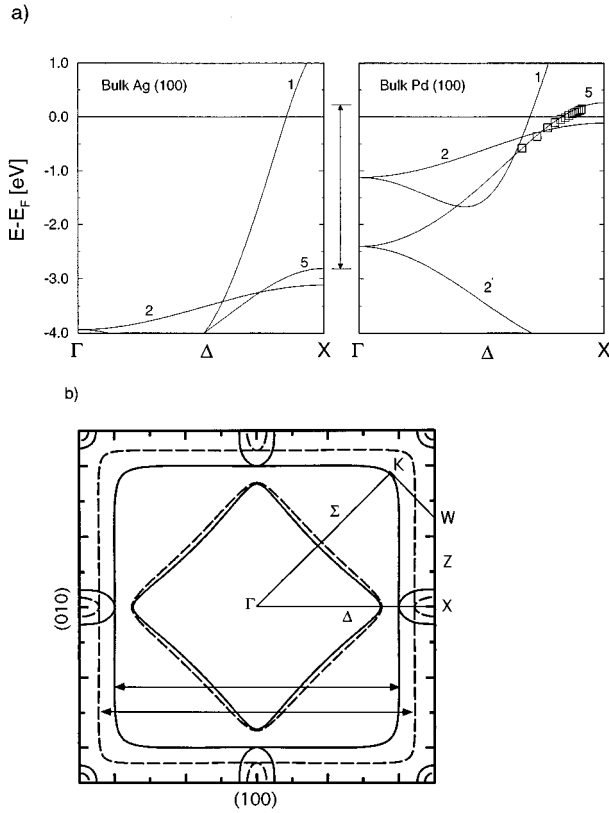 a)
Bulk Ag (100)
Bulk Pd (100)
1
1
5
2
5
2
2'
E-E_F [eV]
1.0
0.0
-1.0
-2.0
-3.0
-4.0
Γ
Δ
X
Γ
Δ
X
b)
K
W
Σ
Z
Γ
X
Δ
(010)
(100)